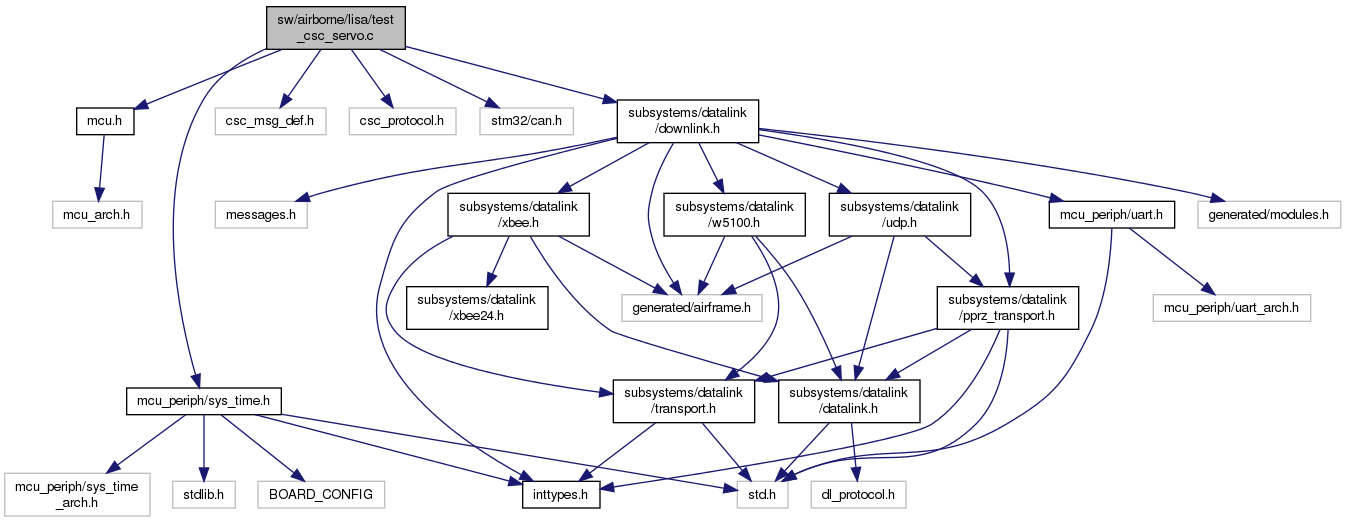 sw/airborne/lisa/test
_csc_servo.c
mcu.h
csc_msg_def.h
csc_protocol.h
stm32/can.h
subsystems/datalink
/downlink.h
mcu_arch.h
messages.h
subsystems/datalink
/xbee.h
subsystems/datalink
/w5100.h
subsystems/datalink
/udp.h
mcu_periph/uart.h
generated/modules.h
subsystems/datalink
/xbee24.h
generated/airframe.h
subsystems/datalink
/pprz_transport.h
mcu_periph/uart_arch.h
mcu_periph/sys_time.h
subsystems/datalink
/transport.h
subsystems/datalink
/datalink.h
mcu_periph/sys_time
_arch.h
stdlib.h
BOARD_CONFIG
inttypes.h
std.h
dl_protocol.h